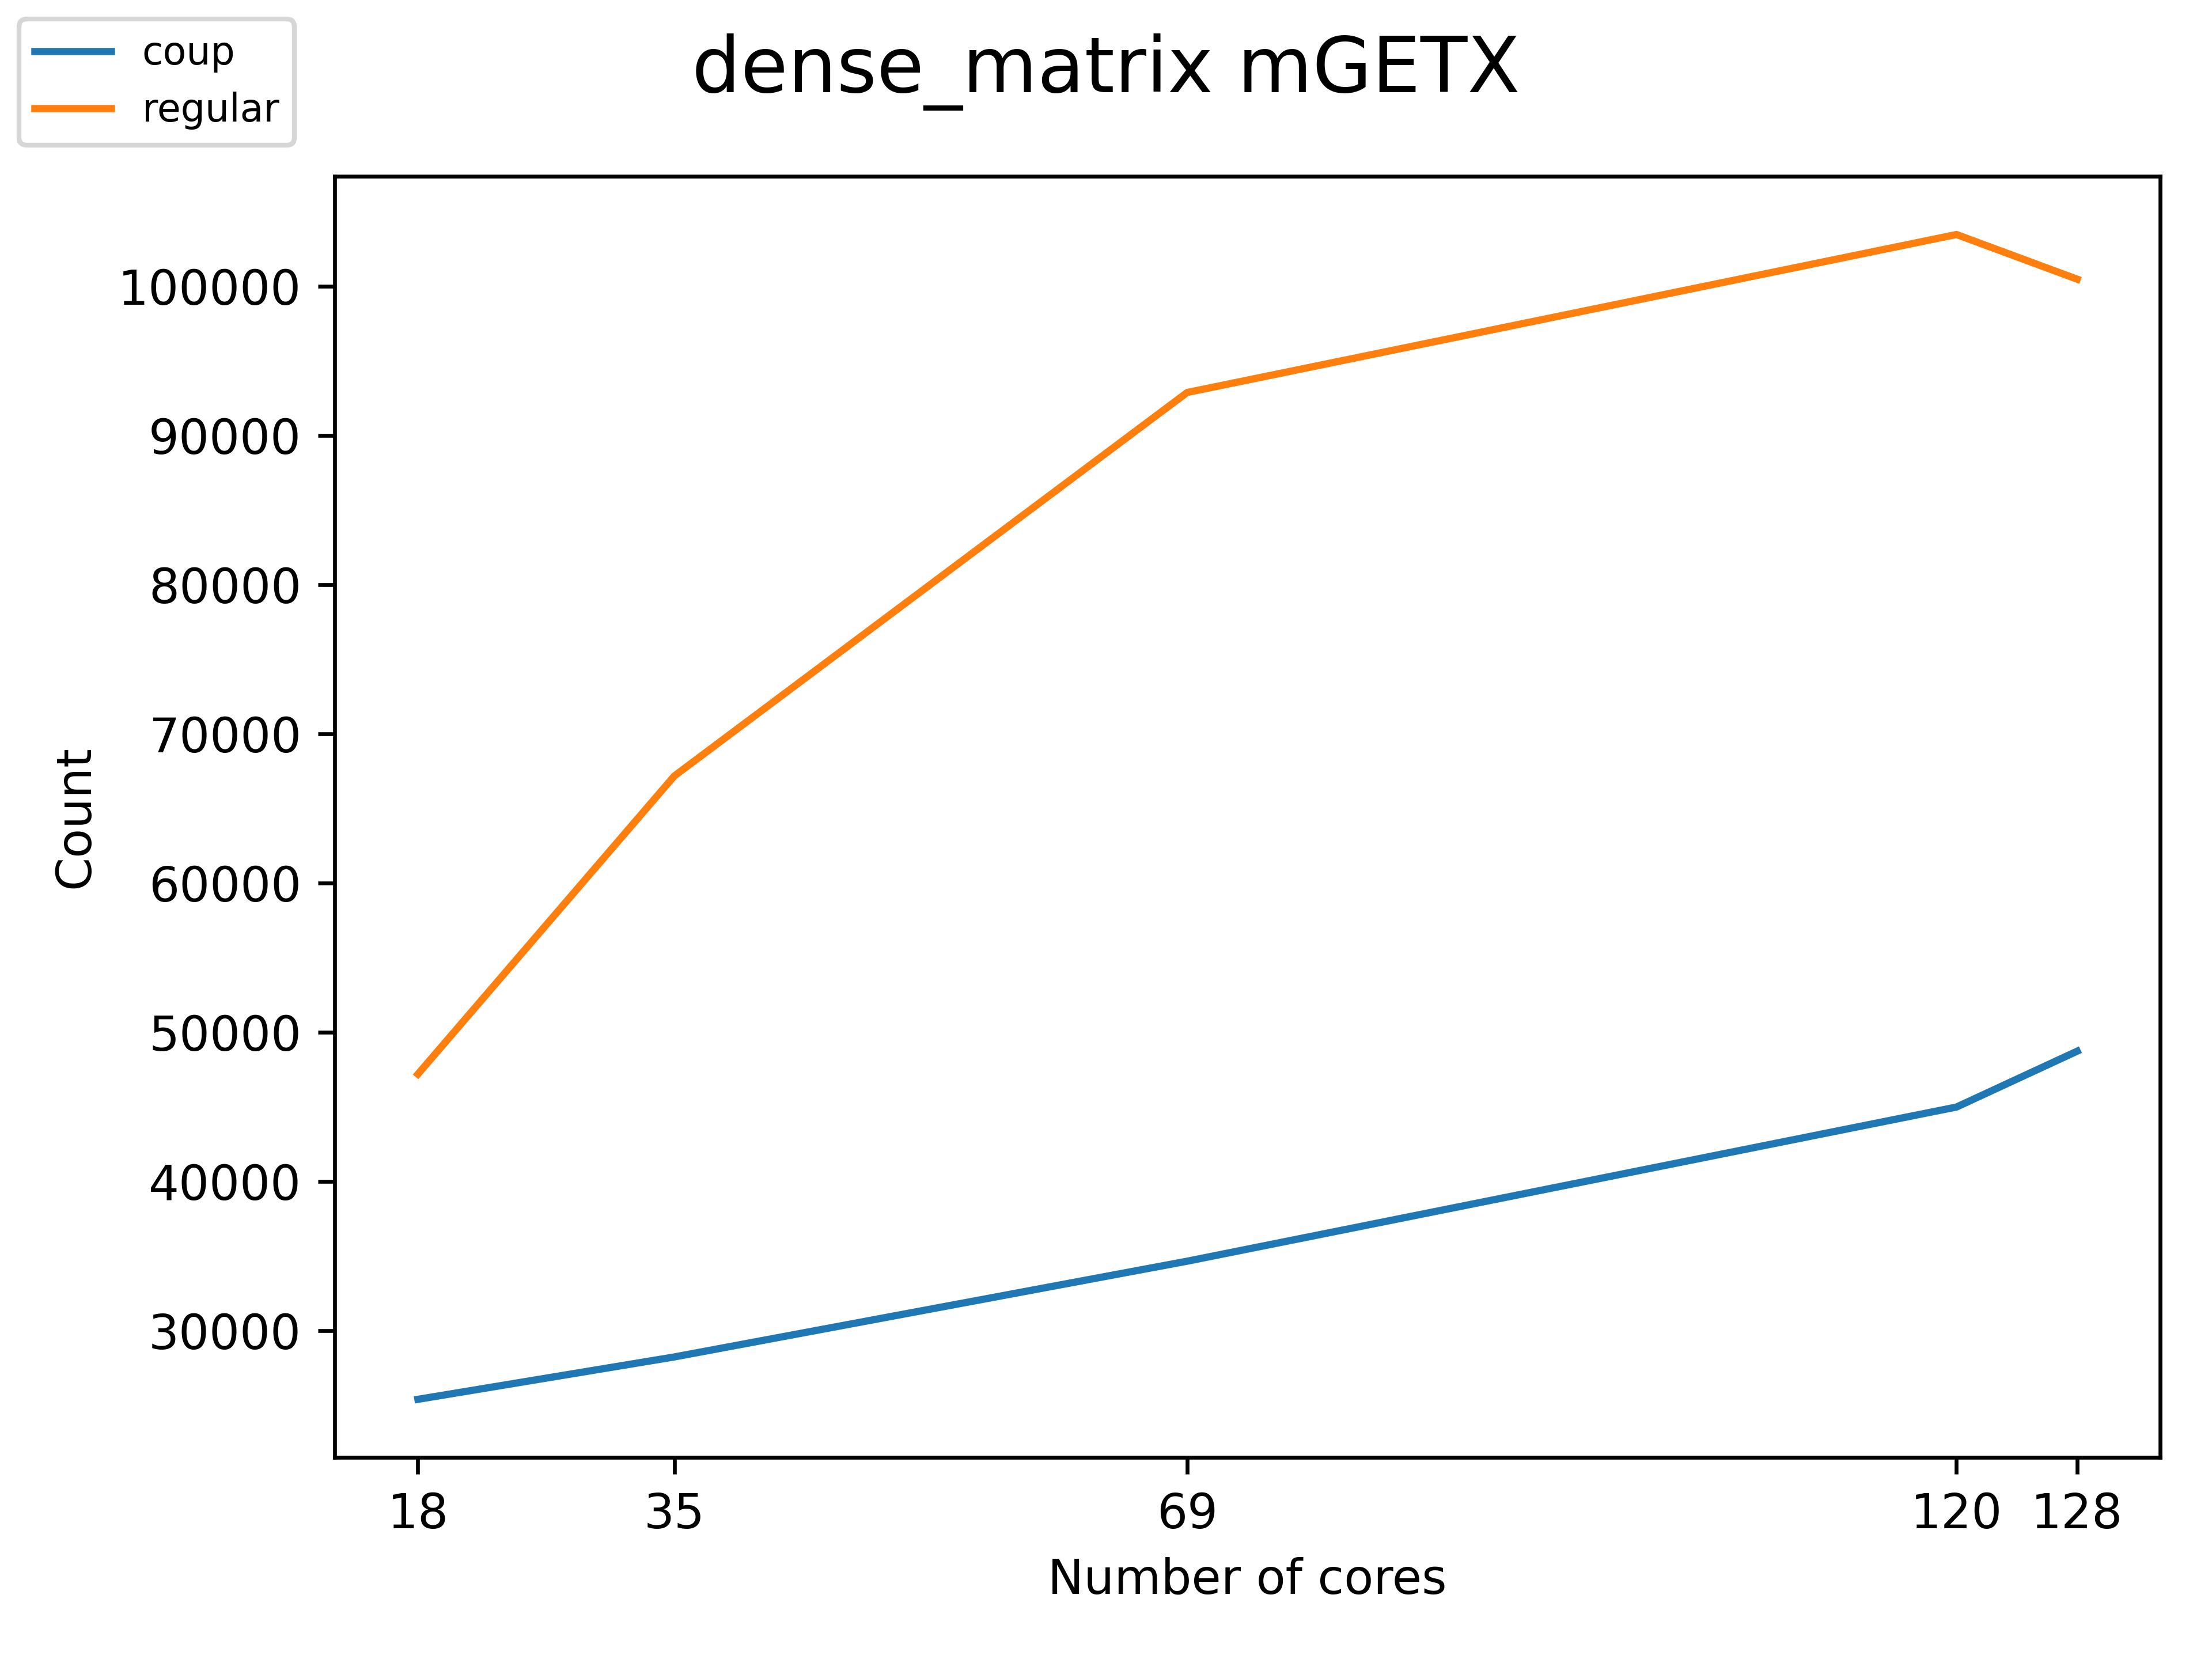 coup
regular
dense_matrix mGETX
100000
90000
80000
70000
60000
50000
40000
30000
Count
18 35 69 120 128
Number of cores